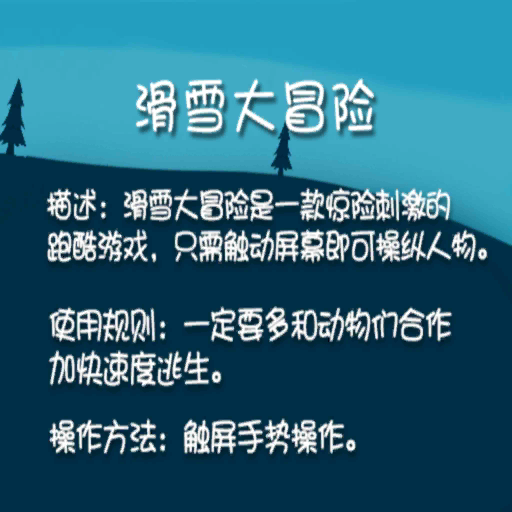 滑雪大冒险
描述：滑雪大冒险是一款惊险刺激的
跑酷游戏，只需触动屏幕即可操纵人物。
使用规则：一定要多和动物们合作
加快速度逃生。
操作方法：触屏手势操作。